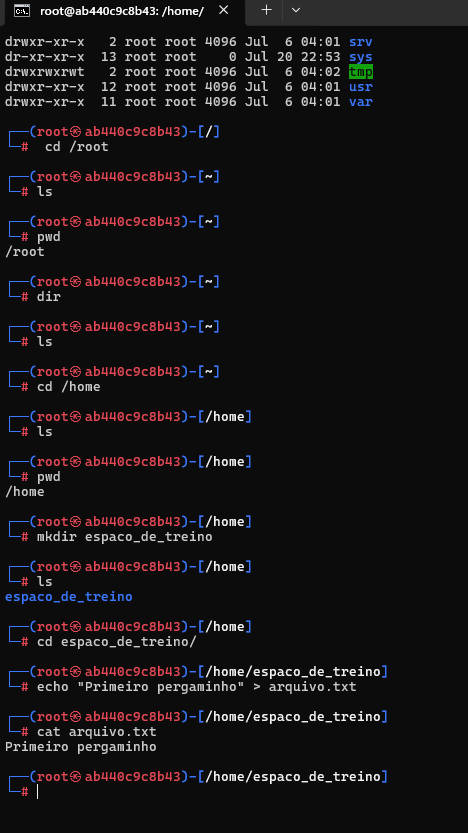 root@ab440c9c8b43: /home/
drwxr-xr-x   2 root root 4096 Jul  6 04:01 srv
dr-xr-xr-x  13 root root    0 Jul 20 22:53 sys
drwxrwxrwt   2 root root 4096 Jul  6 04:02 tmp
drwxr-xr-x  12 root root 4096 Jul  6 04:01 usr
drwxr-xr-x  11 root root 4096 Jul  6 04:01 var
┌──(root㉿ab440c9c8b43)-[/]
└─#  cd /root
┌──(root㉿ab440c9c8b43)-[~]
└─# ls
┌──(root㉿ab440c9c8b43)-[~]
└─# pwd
/root
┌──(root㉿ab440c9c8b43)-[~]
└─# dir
┌──(root㉿ab440c9c8b43)-[~]
└─# ls
┌──(root㉿ab440c9c8b43)-[~]
└─# cd /home
┌──(root㉿ab440c9c8b43)-[/home]
└─# ls
┌──(root㉿ab440c9c8b43)-[/home]
└─# pwd
/home
┌──(root㉿ab440c9c8b43)-[/home]
└─# mkdir espaco_de_treino
┌──(root㉿ab440c9c8b43)-[/home]
└─# ls
espaco_de_treino
┌──(root㉿ab440c9c8b43)-[/home]
└─# cd espaco_de_treino/
┌──(root㉿ab440c9c8b43)-[/home/espaco_de_treino]
└─# echo "Primeiro pergaminho" > arquivo.txt
┌──(root㉿ab440c9c8b43)-[/home/espaco_de_treino]
└─# cat arquivo.txt
Primeiro pergaminho
┌──(root㉿ab440c9c8b43)-[/home/espaco_de_treino]
└─#